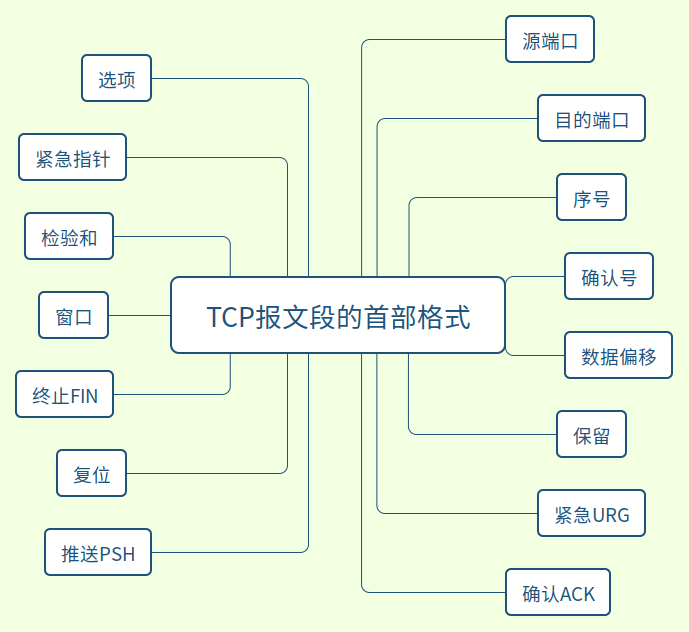 TCP报文段的首部格式
源端口
目的端口
序号
确认号
数据偏移
保留
紧急URG
确认ACK
推送PSH
复位
终止FIN
窗口
检验和
紧急指针
选项